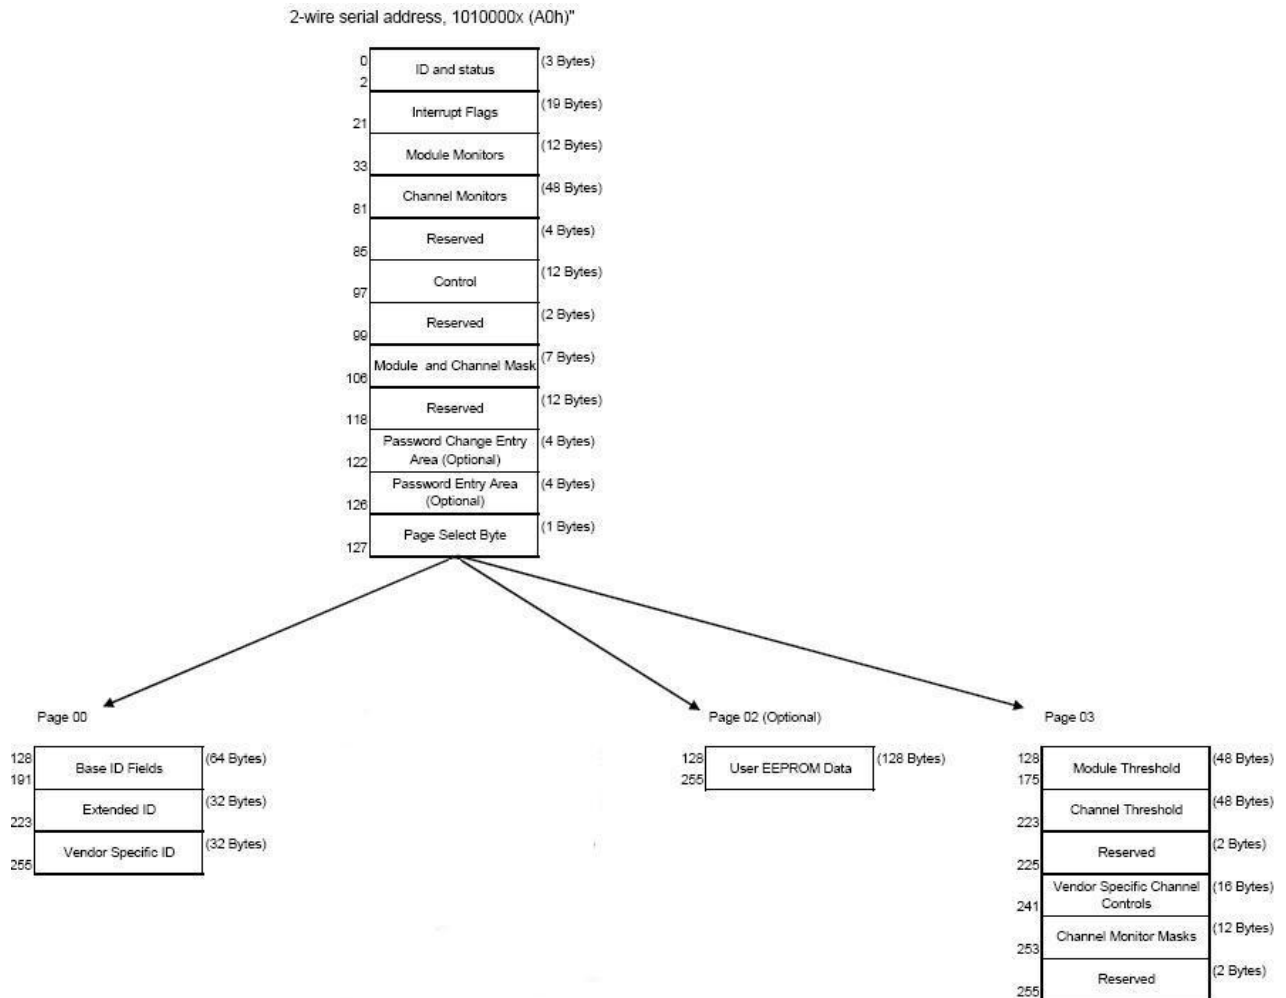 2-wire serial address, 1010000x (A0h)"
0
2
ID and status
(3 Bytes)
21
Interrupt Flags
(19 Bytes)
33
Module Monitors
(12 Bytes)
81
Channel Monitors
(48 Bytes)
85
Reserved
(4 Bytes)
97
Control
(12 Bytes)
99
Reserved
(2 Bytes)
106
Module and Channel Mask
(7 Bytes)
118
Reserved
(12 Bytes)
122
Password Change Entry
Area (Optional)
(4 Bytes)
126
Password Entry Area
(Optional)
(4 Bytes)
127
Page Select Byte
(1 Bytes)
Page 00
128
191
Base ID Fields
(64 Bytes)
223
Extended ID
(32 Bytes)
255
Vendor Specific ID
(32 Bytes)
Page 02 (Optional)
128
255
User EEPROM Data
(128 Bytes)
Page 03
128
175
Module Threshold
(48 Bytes)
223
Channel Threshold
(48 Bytes)
225
Reserved
(2 Bytes)
241
Vendor Specific Channel
Controls
(16 Bytes)
253
Channel Monitor Masks
(12 Bytes)
255
Reserved
(2 Bytes)